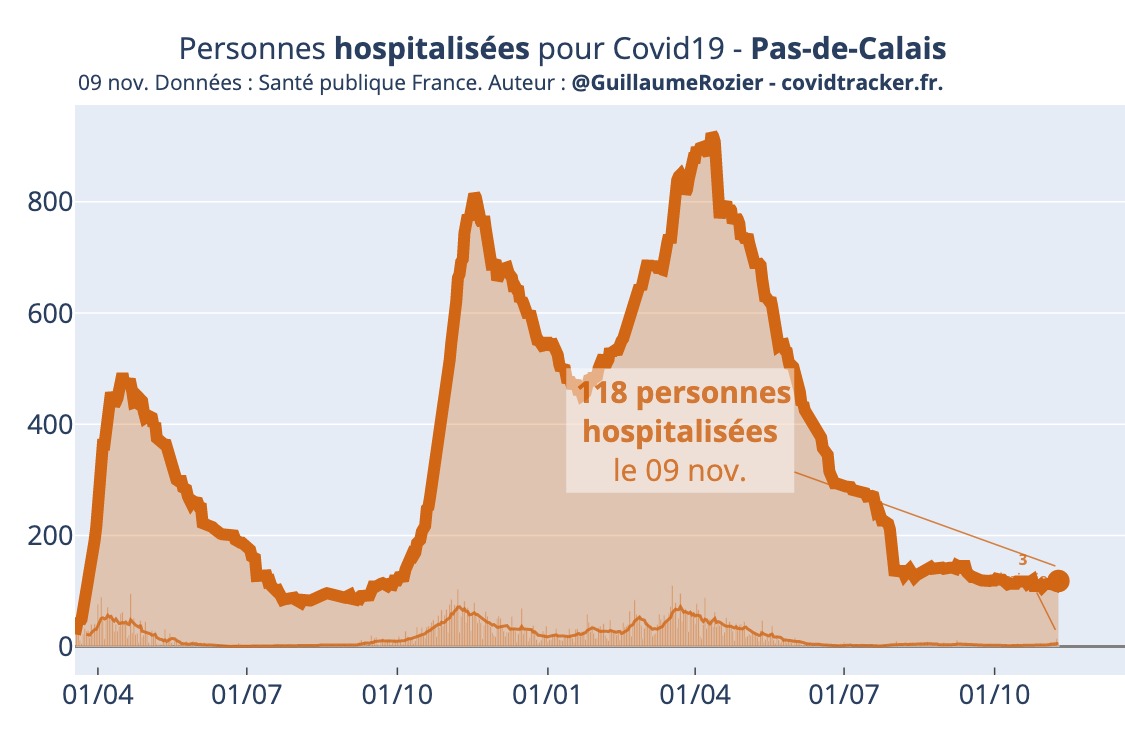 Personnes hospitalisées pour Covid19 - Pas-de-Calais
09 nov. Données : Santé publique France. Auteur : @GuillaumeRozier - covidtracker.fr.
800
600
400
200
0
118 personnes
hospitalisées
le 09 nov.
3
01/04
01/07
01/10
01/01
01/04
01/07
01/10